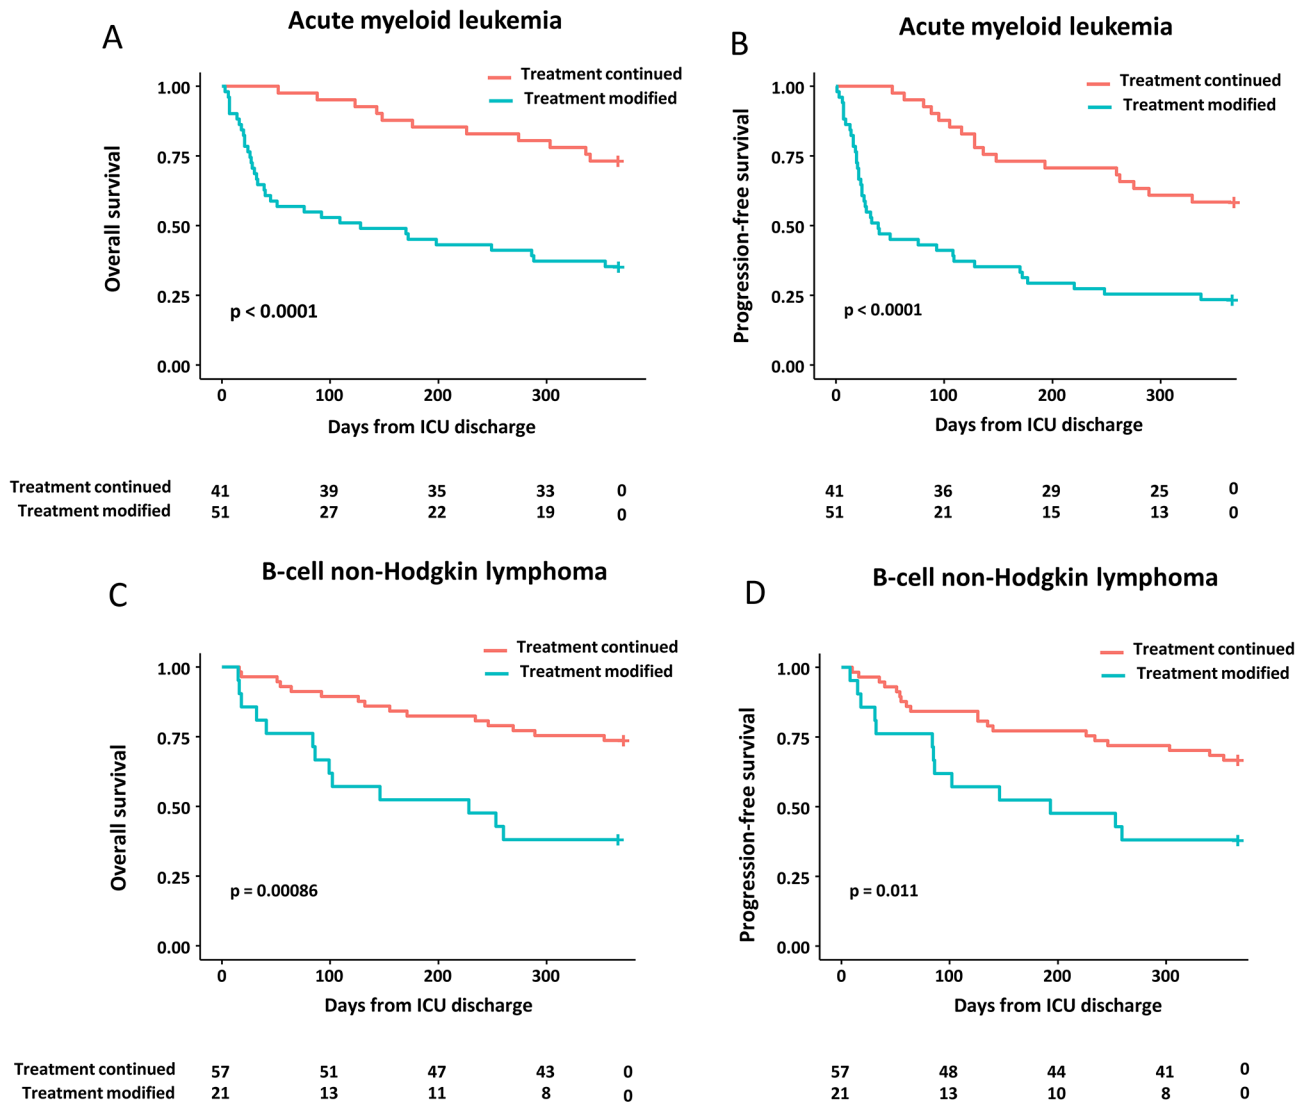 A
Acute myeloid leukemia
Treatment continued
Treatment modified
Overall survival
1.00
0.75
0.50
0.25
0.00
p < 0.0001
0 100 200 300
Days from ICU discharge
Treatment continued 41 39 35 33 0
Treatment modified 51 27 22 19 0
B
Acute myeloid leukemia
Treatment continued
Treatment modified
Progression-free survival
1.00
0.75
0.50
0.25
0.00
p < 0.0001
0 100 200 300
Days from ICU discharge
41 36 29 25 0
51 21 15 13 0
C
B-cell non-Hodgkin lymphoma
Treatment continued
Treatment modified
Overall survival
1.00
0.75
0.50
0.25
0.00
p = 0.00086
0 100 200 300
Days from ICU discharge
Treatment continued 57 51 47 43 0
Treatment modified 21 13 11 8 0
D
B-cell non-Hodgkin lymphoma
Treatment continued
Treatment modified
Progression-free survival
1.00
0.75
0.50
0.25
0.00
p = 0.011
0 100 200 300
Days from ICU discharge
57 48 44 41 0
21 13 10 8 0